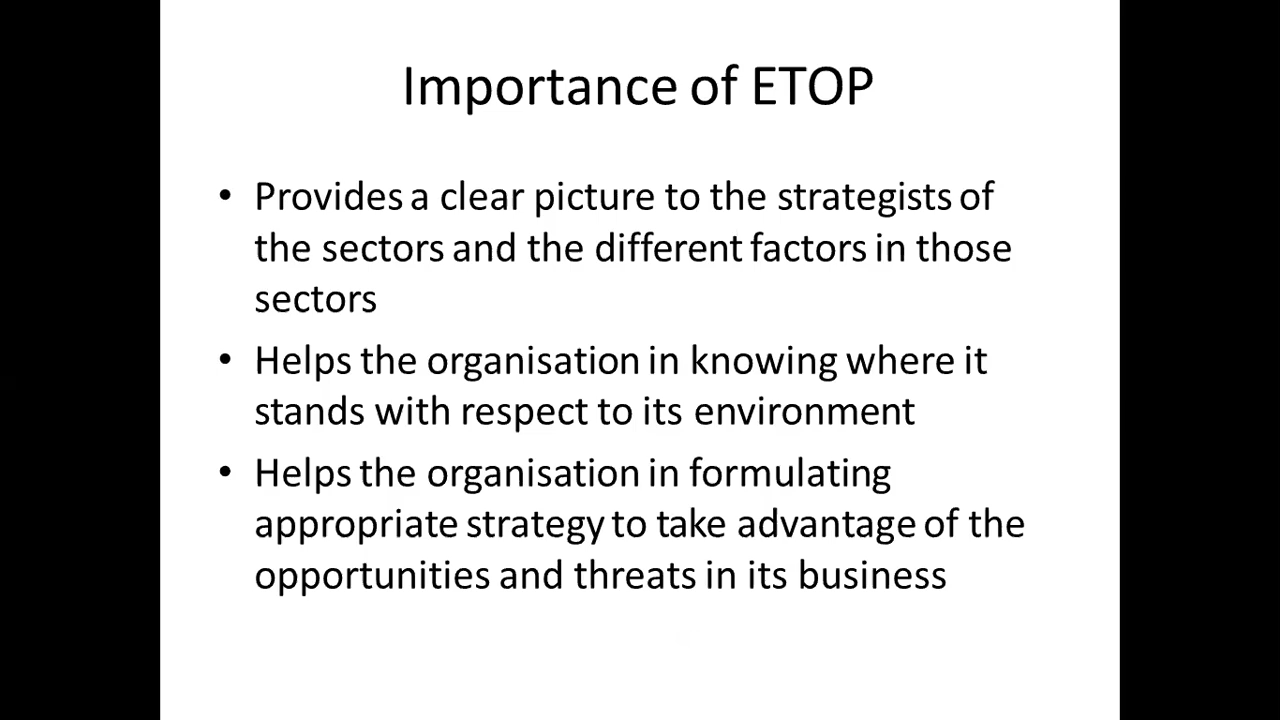 Importance of ETOP
• Provides a clear picture to the strategists of
the sectors and the different factors in those
sectors
• Helps the organisation in knowing where it
stands with respect to its environment
• Helps the organisation in formulating
appropriate strategy to take advantage of the
opportunities and threats in its business